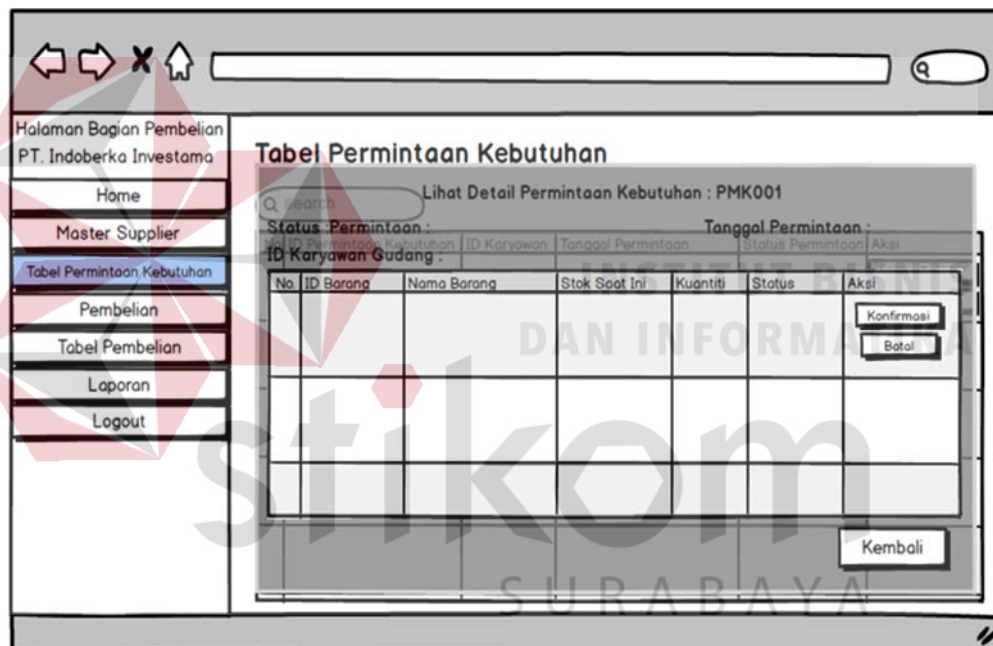 Halaman Bagian Pembelian
PT. Indoberka Investama
Home
Master Supplier
Tabel Permintaan Kebutuhan
Pembelian
Tabel Pembelian
Laporan
Logout
Tabel Permintaan Kebutuhan
search
Lihat Detail Permintaan Kebutuhan : PMK001
Status :Permintaan :
Tanggal Permintaan :
No ID Permintaan Kebutuhan ID Karyawan Tanggal Permintaan Status Permintaan Aksi
ID Karyawan Gudang :
No. ID Barang Nama Barang Stok Saat Ini Kuantiti Status Aksi
Konfirmasi
Batal
Kembali
INSTITUT BISNIS
DAN INFORMATIKA
stikom
SURABAYA